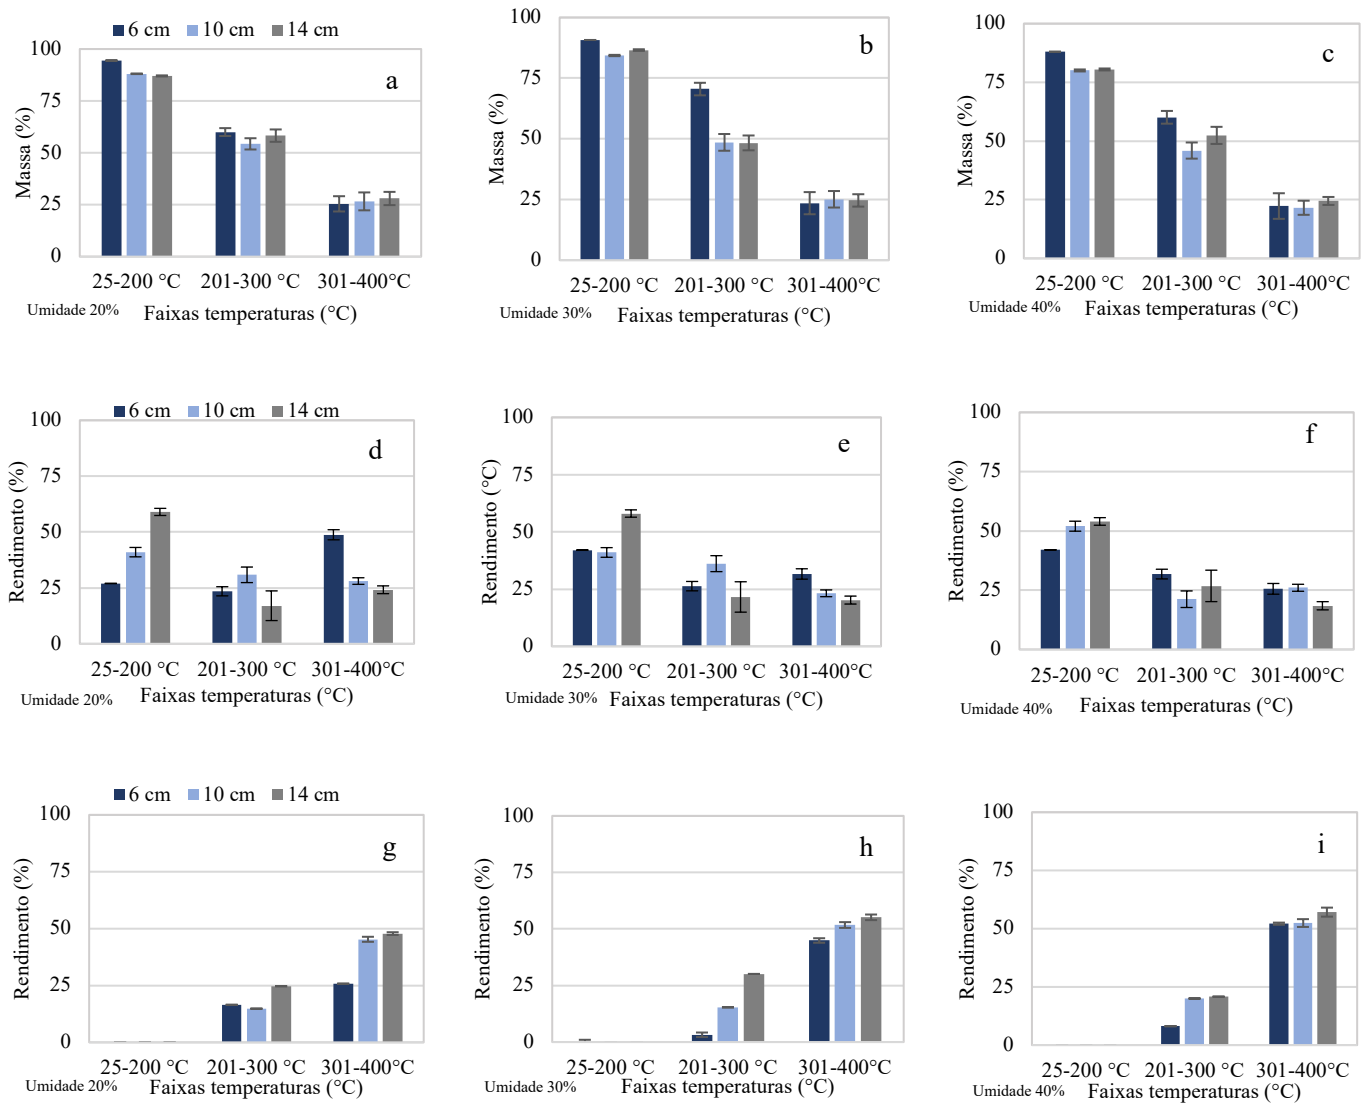 6 cm 10 cm 14 cm
a
Massa (%)
100
75
50
25
0
25-200 °C 201-300 °C 301-400°C
Umidade 20% Faixas temperaturas (°C)
b
Massa (%)
100
75
50
25
0
25-200 °C 201-300 °C 301-400°C
Umidade 30% Faixas temperaturas (°C)
c
Massa (%)
100
75
50
25
0
25-200 °C 201-300 °C 301-400°C
Umidade 40% Faixas temperaturas (°C)
6 cm 10 cm 14 cm
d
Rendimento (%)
100
75
50
25
0
25-200 °C 201-300 °C 301-400°C
Umidade 20% Faixas temperaturas (°C)
e
Rendimento (°C)
100
75
50
25
0
25-200 °C 201-300 °C 301-400°C
Umidade 30% Faixas temperaturas (°C)
f
Rendimento (%)
100
75
50
25
0
25-200 °C 201-300 °C 301-400°C
Umidade 40% Faixas temperaturas (°C)
6 cm 10 cm 14 cm
g
Rendimento (%)
100
75
50
25
0
25-200 °C 201-300 °C 301-400°C
Umidade 20% Faixas temperaturas (°C)
h
Rendimento (%)
100
75
50
25
0
25-200 °C 201-300 °C 301-400°C
Umidade 30% Faixas temperaturas (°C)
i
Rendimento (%)
100
75
50
25
0
25-200 °C 201-300 °C 301-400°C
Umidade 40% Faixas temperaturas (°C)